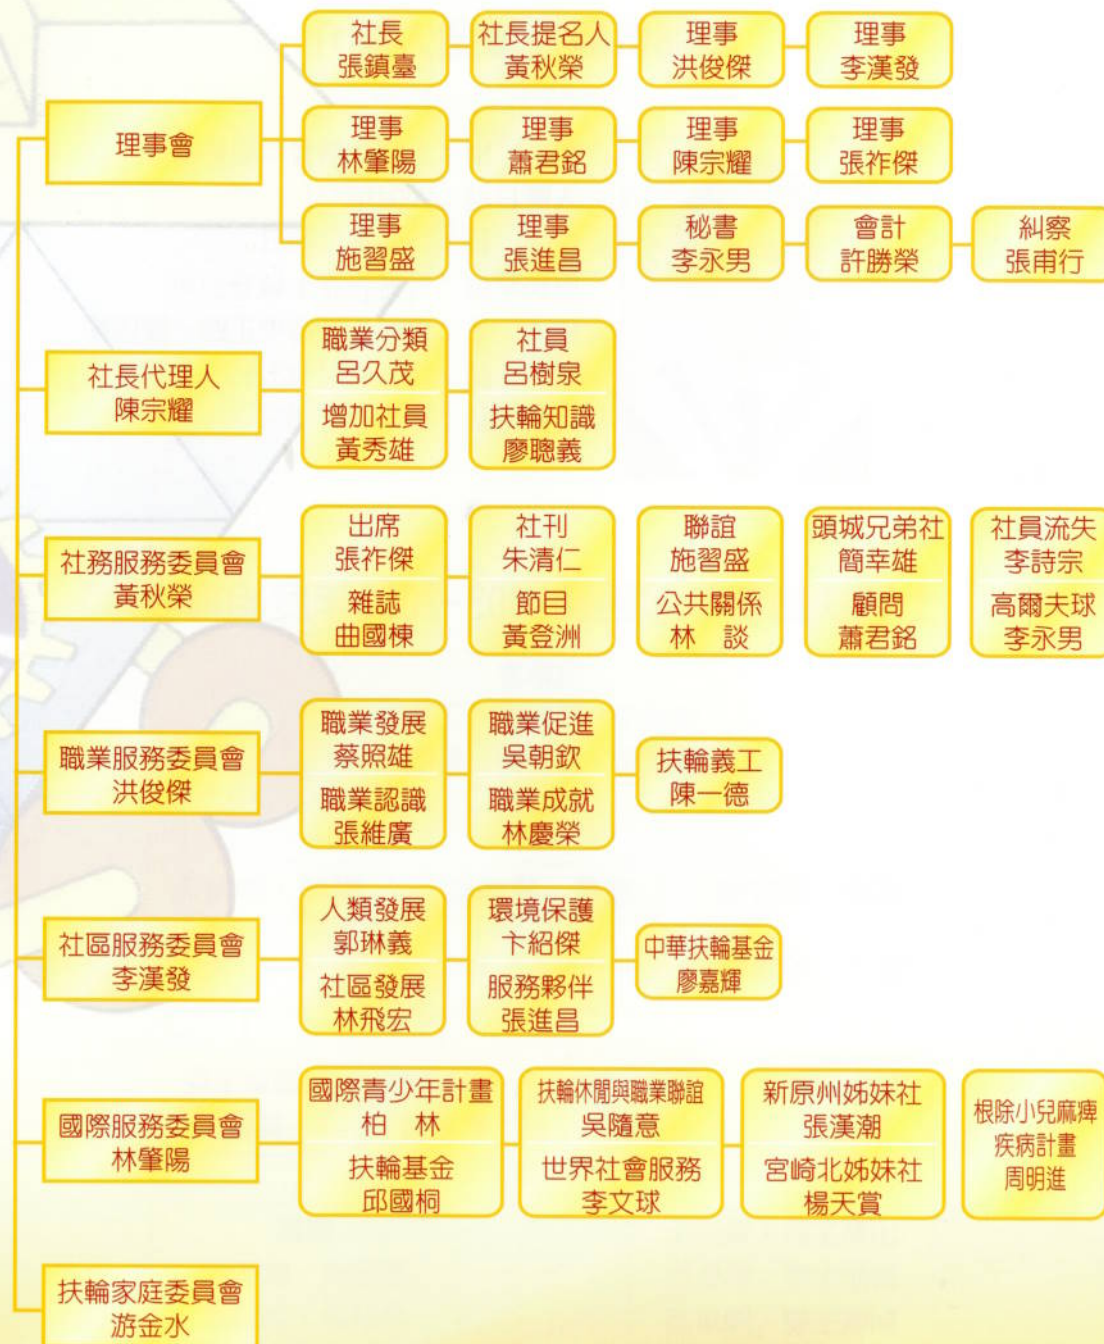 社長
張鎮臺
社長提名人
黃秋榮
理事
洪俊傑
理事
李漢發
理事會
理事
林肇陽
理事
蕭君銘
理事
陳宗耀
理事
張祚傑
理事
施習盛
理事
張進昌
秘書
李永男
會計
許勝榮
糾察
張甫行
社長代理人
陳宗耀
職業分類
呂久茂
增加社員
黃秀雄
社員
呂樹泉
扶輪知識
廖聰義
社務服務委員會
黃秋榮
出席
張祚傑
雜誌
曲國棟
社刊
朱清仁
節目
黃登洲
聯誼
施習盛
公共關係
林 談
頭城兄弟社
簡幸雄
顧問
蕭君銘
社員流失
李詩宗
高爾夫球
李永男
職業服務委員會
洪俊傑
職業發展
蔡照雄
職業認識
張維廣
職業促進
吳朝欽
職業成就
林慶榮
扶輪義工
陳一德
社區服務委員會
李漢發
人類發展
郭琳義
社區發展
林飛宏
環境保護
卞紹傑
服務夥伴
張進昌
中華扶輪基金
廖嘉輝
國際服務委員會
林肇陽
國際青少年計畫
柏 林
扶輪基金
邱國桐
扶輪休閒與職業聯誼
吳隨意
世界社會服務
李文球
新原州姊妹社
張漢潮
宮崎北姊妹社
楊天賞
根除小兒麻痺
疾病計畫
周明進
扶輪家庭委員會
游金水